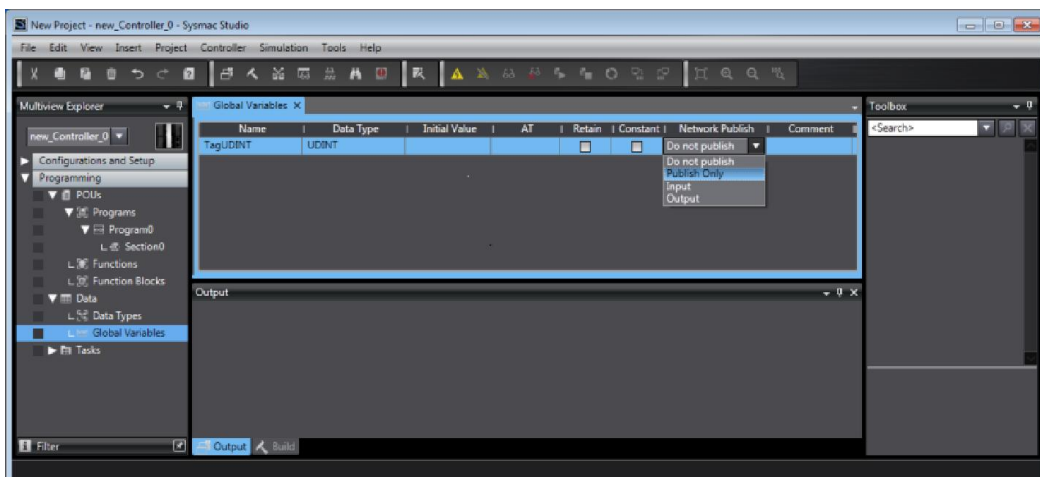 New Project - new_Controller_0 - Sysmac Studio
File Edit View Insert Project Controller Simulation Tools Help
Multiview Explorer
new_Controller_0
Configurations and Setup
Programming
POUs
Programs
Program0
Section0
Functions
Function Blocks
Data
Data Types
Global Variables
Tasks
Filter
Global Variables
Name Data Type Initial Value AT Retain Constant Network Publish Comment
TagUDINT UDINT Do not publish
Do not publish
Publish Only
Input
Output
Output
Output Build
Toolbox
<Search>